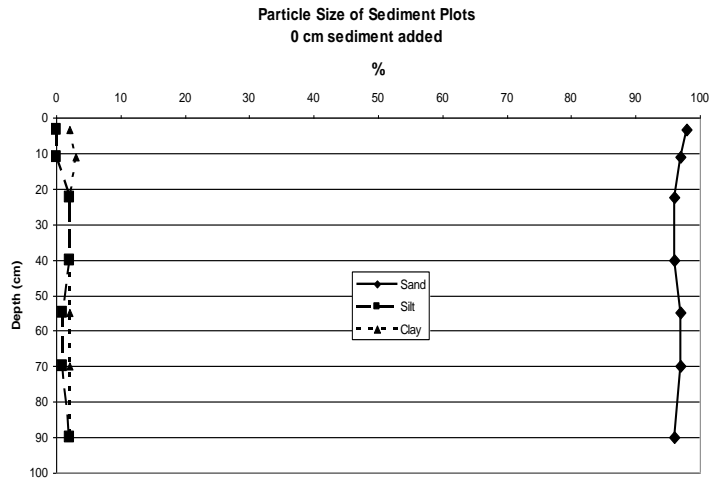 Particle Size of Sediment Plots
0 cm sediment added
%
0 10 20 30 40 50 60 70 80 90 100
0
10
20
30
40
50
60
70
80
90
100
Depth (cm)
Sand
Silt
Clay